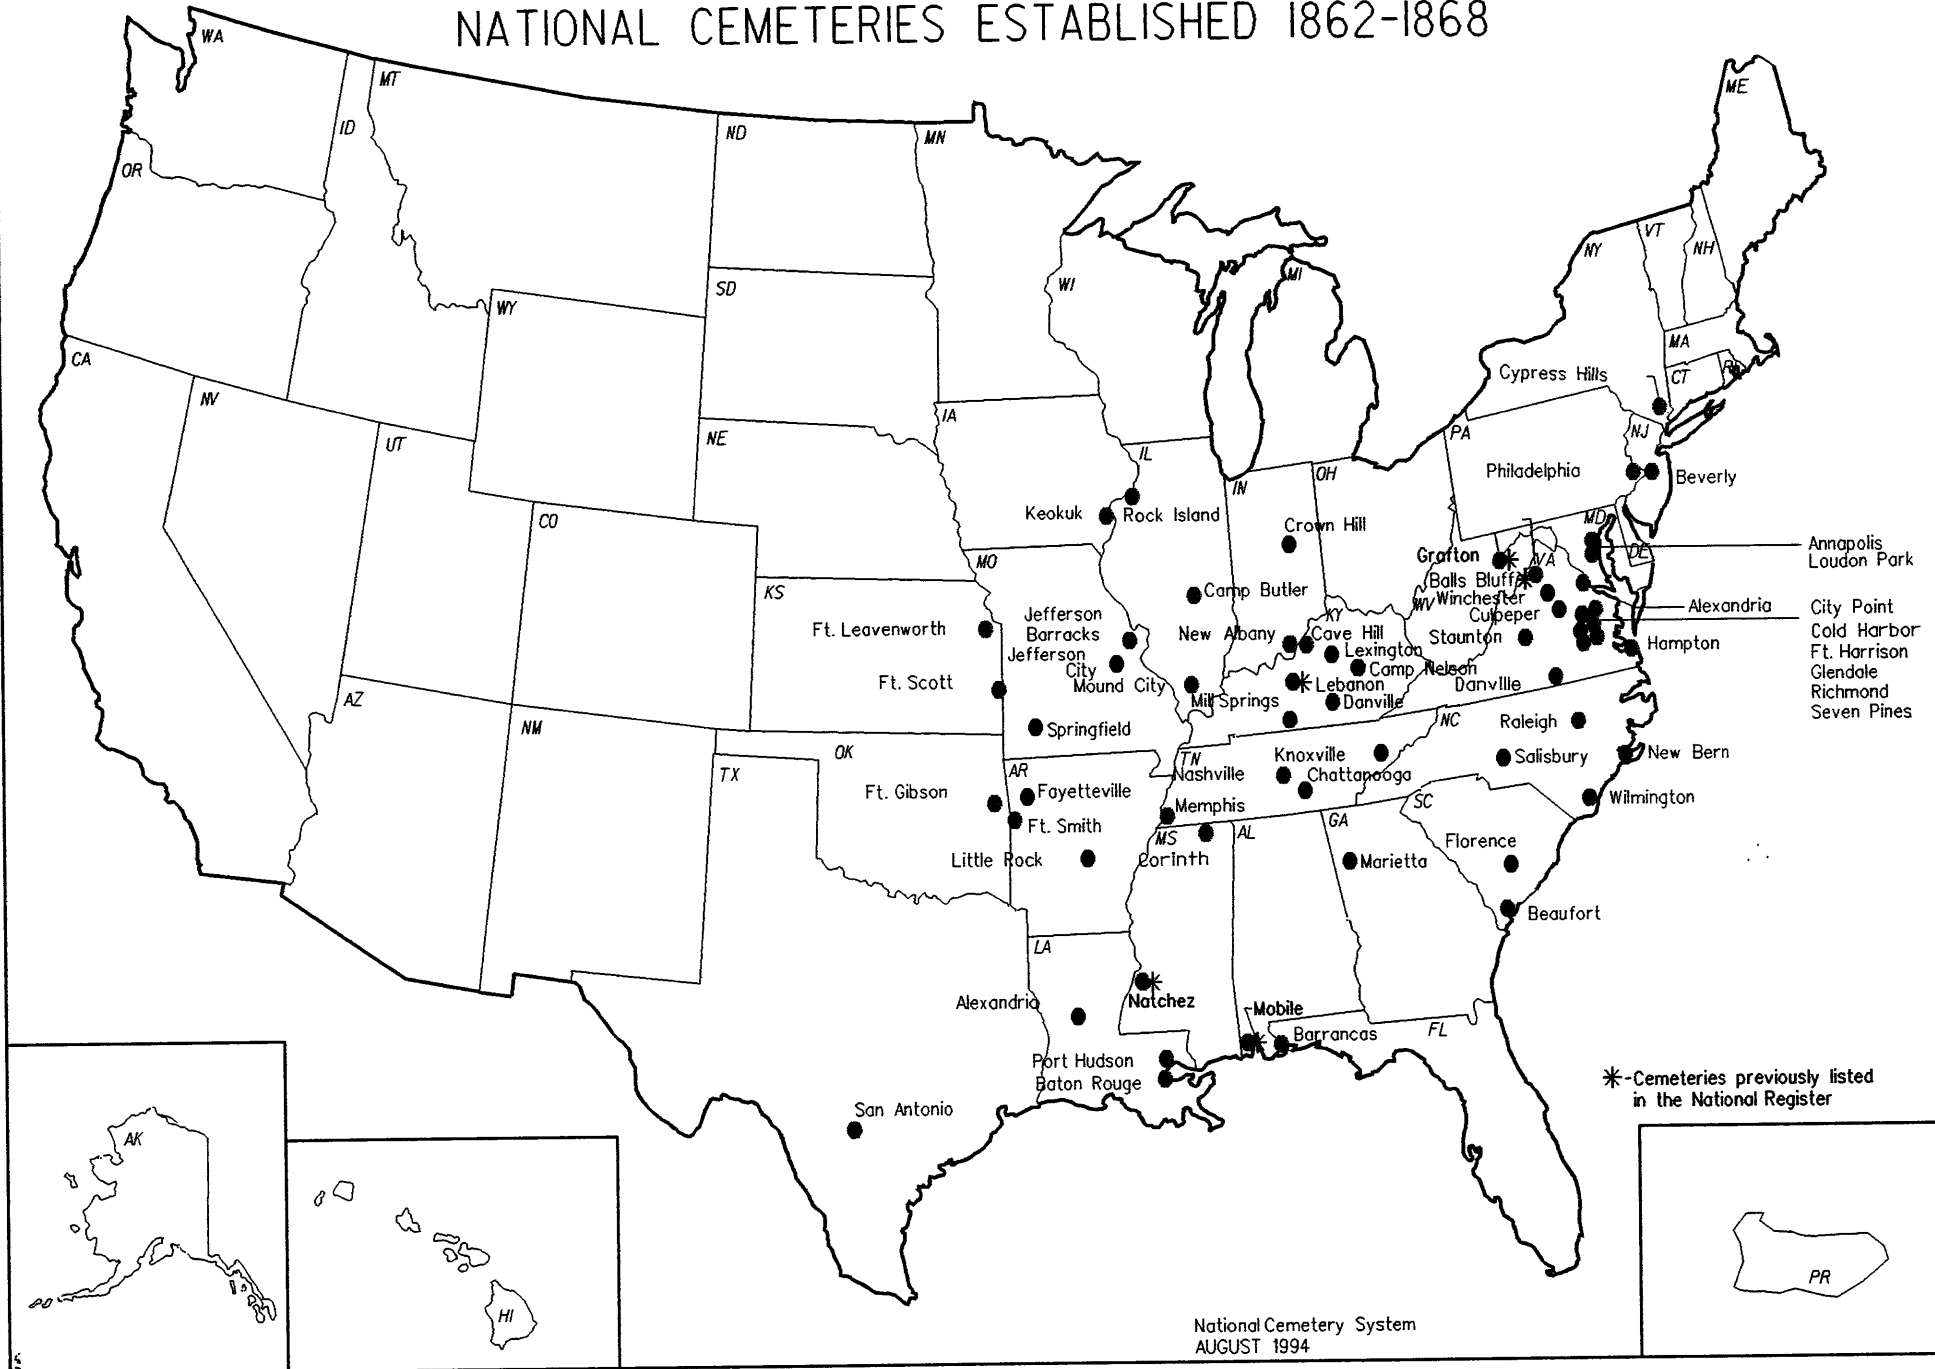 NATIONAL CEMETERIES ESTABLISHED 1862-1868
WA
MT
ID
ND
MN
ME
OR
VT
NY
NH
WI
MI
SD
WY
MA
CA
Cypress Hills
CT
RI
NV
IA
UT
NE
PA
NJ
IL
OH
Philadelphia
Beverly
IN
Keokuk
Rock Island
CO
Crown Hill
MD
Annapolis
Loudon Park
DE
Grafton
VA
MO
Balls Bluff
KS
Camp Butler
Winchester
WV
Alexandria
City Point
Jefferson
Barracks
KY
Culpeper
Cold Harbor
Ft. Leavenworth
New Albany
Cave Hill
Staunton
Hampton
Ft. Harrison
Jefferson
City
Lexington
Camp Nelson
Glendale
Ft. Scott
Mound City
Lebanon
Danville
Richmond
AZ
Mill Springs
Danville
Seven Pines
NM
Springfield
NC
Raleigh
OK
TN
Knoxville
Salisbury
New Bern
TX
AR
Nashville
Chattanooga
Ft. Gibson
Fayetteville
Memphis
SC
Wilmington
Ft. Smith
MS
AL
GA
Florence
Little Rock
Corinth
Marietta
Beaufort
LA
Alexandria
Natchez
Mobile
FL
Barrancas
Port Hudson
Baton Rouge
*-Cemeteries previously listed
in the National Register
San Antonio
AK
HI
PR
National Cemetery System
AUGUST 1994